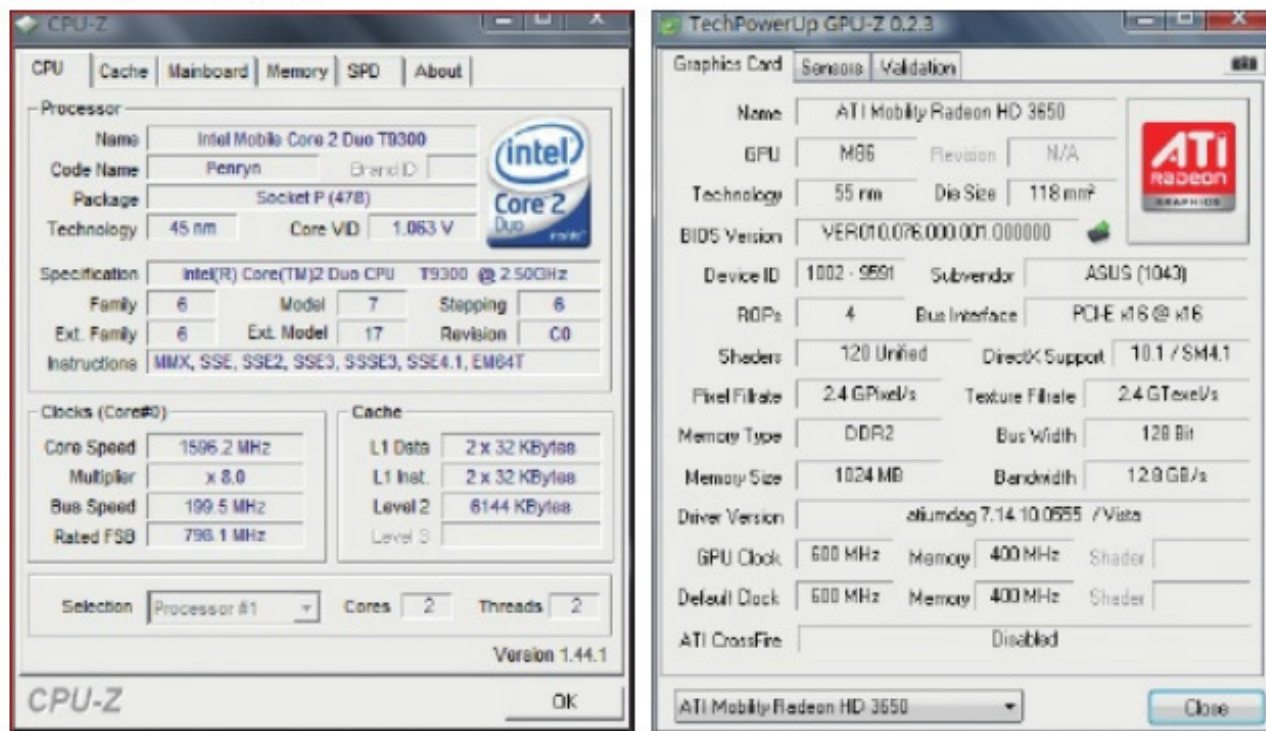 CPU-Z
CPU Cache Mainboard Memory SPD About
Processor
Name Intel Mobile Core 2 Duo T9300
Code Name Penryn Brand ID
Package Socket P (478)
Technology 45 nm Core VID 1.063 V
intel
Core 2
Duo inside
Specification Intel(R) Core(TM)2 Duo CPU T9300 @ 2.50GHz
Family 6 Model 7 Stepping 6
Ext. Family 6 Ext. Model 17 Revision C0
Instructions MMX, SSE, SSE2, SSE3, SSSE3, SSE4.1, EM64T
Clocks (Core#0)
Core Speed 1596.2 MHz
Multiplier x 8.0
Bus Speed 199.5 MHz
Rated FSB 798.1 MHz
Cache
L1 Data 2 x 32 KBytes
L1 Inst. 2 x 32 KBytes
Level 2 6144 KBytes
Level 3
Selection Processor #1 Cores 2 Threads 2
Version 1.44.1
CPU-Z OK
TechPowerUp GPU-Z 0.2.3
Graphics Card Sensors Validation
Name ATI Mobility Radeon HD 3650
GPU M86 Revision N/A
Technology 55 nm Die Size 118 mm²
BIOS Version VER010.076.000.001.000000
ATI
RADEON
GRAPHICS
Device ID 1002 - 9591 Subvendor ASUS (1043)
ROPs 4 Bus Interface PCI-E x16 @ x16
Shaders 120 Unified DirectX Support 10.1 / SM4.1
Pixel Fillrate 2.4 GPixel/s Texture Fillrate 2.4 GTexel/s
Memory Type DDR2 Bus Width 128 Bit
Memory Size 1024 MB Bandwidth 12.8 GB/s
Driver Version atiumdag 7.14.10.0555 / Vista
GPU Clock 600 MHz Memory 400 MHz Shader
Default Clock 600 MHz Memory 400 MHz Shader
ATI CrossFire Disabled
ATI Mobility Radeon HD 3650 Close